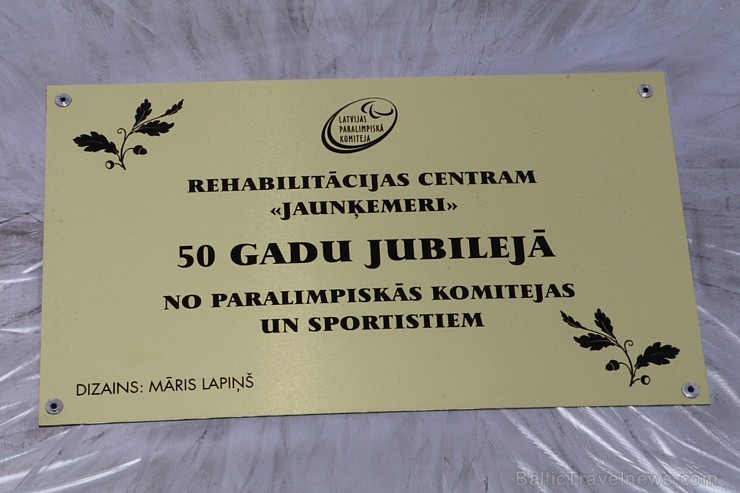 LATVIJAS
PARALIMPISKĀ
KOMITEJA
REHABILITĀCIJAS CENTRAM
«JAUNĶEMERI»
50 GADU JUBILEJĀ
NO PARALIMPISKĀS KOMITEJAS
UN SPORTISTIEM
DIZAINS: MĀRIS LAPIŅŠ
BalticTravelnews.com